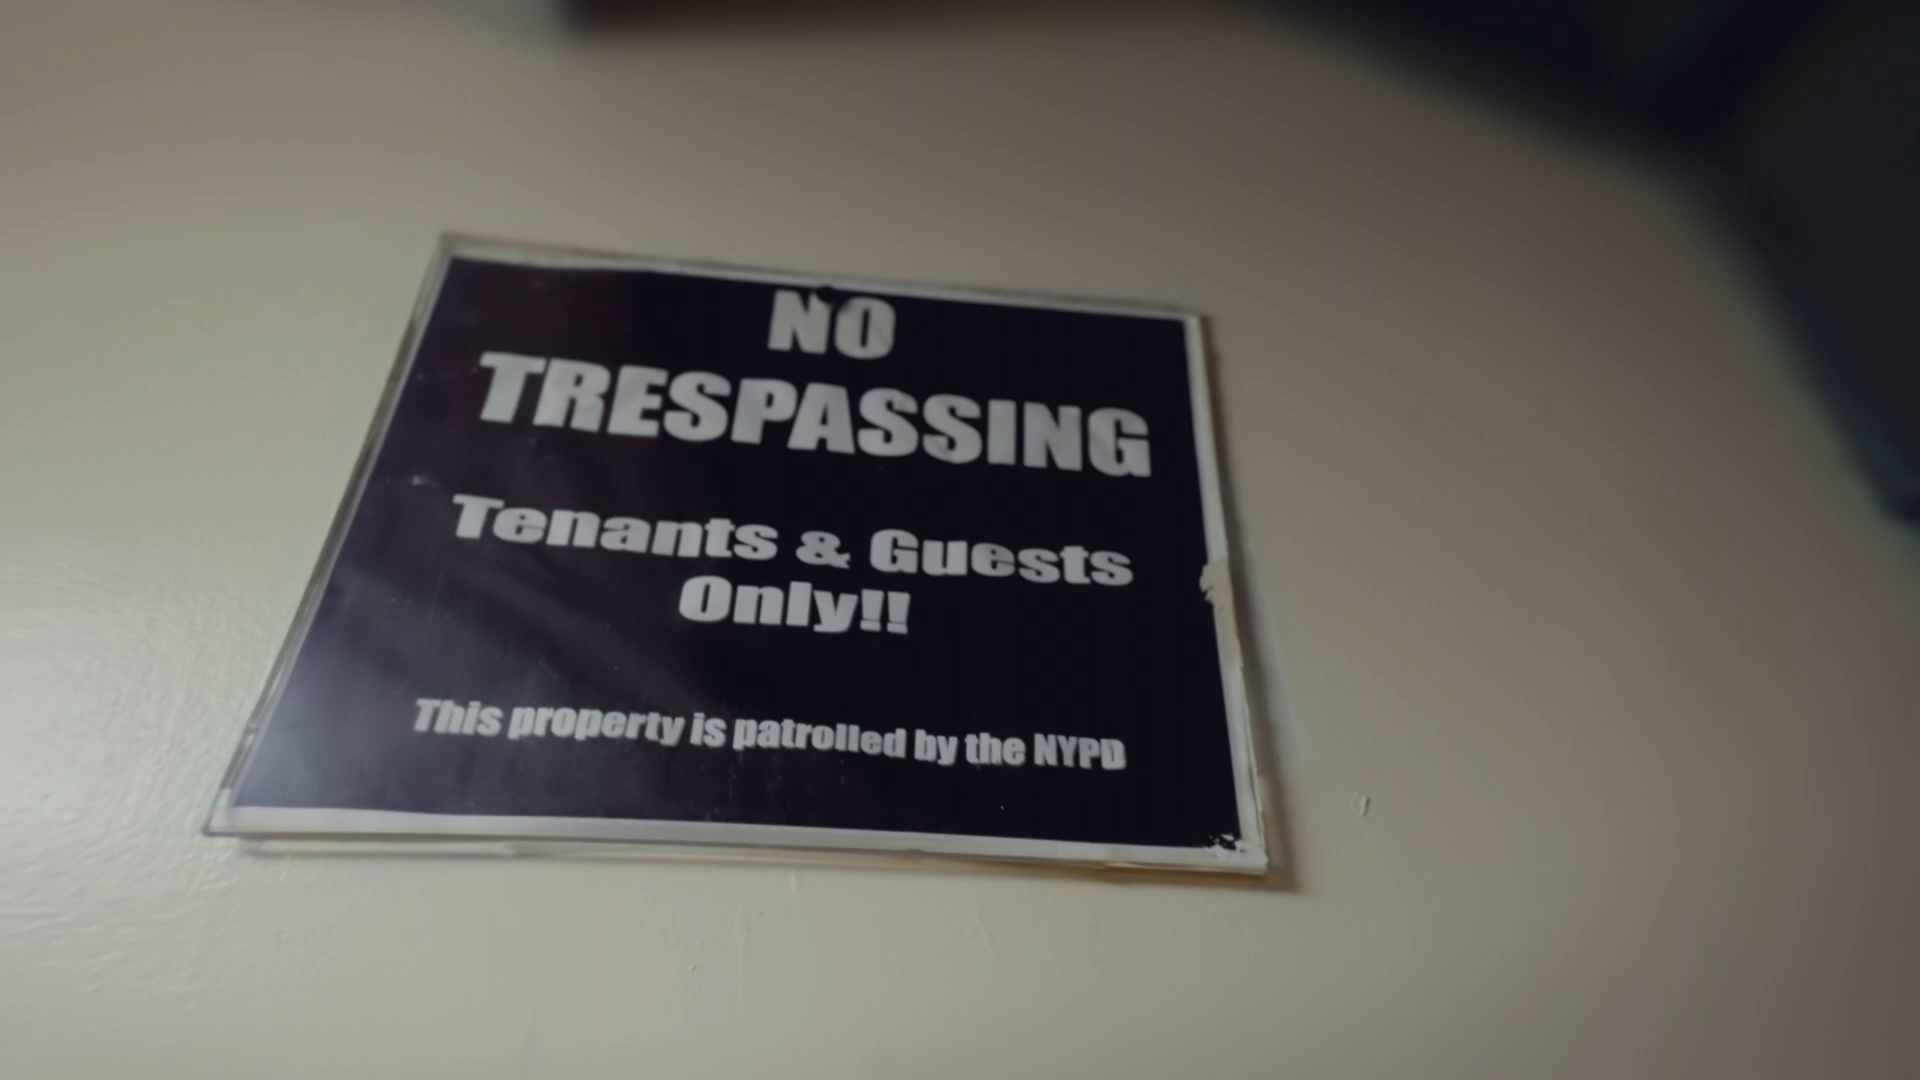 NO
TRESPASSING
Tenants & Guests
Only!!
This property is patrolled by the NYPD